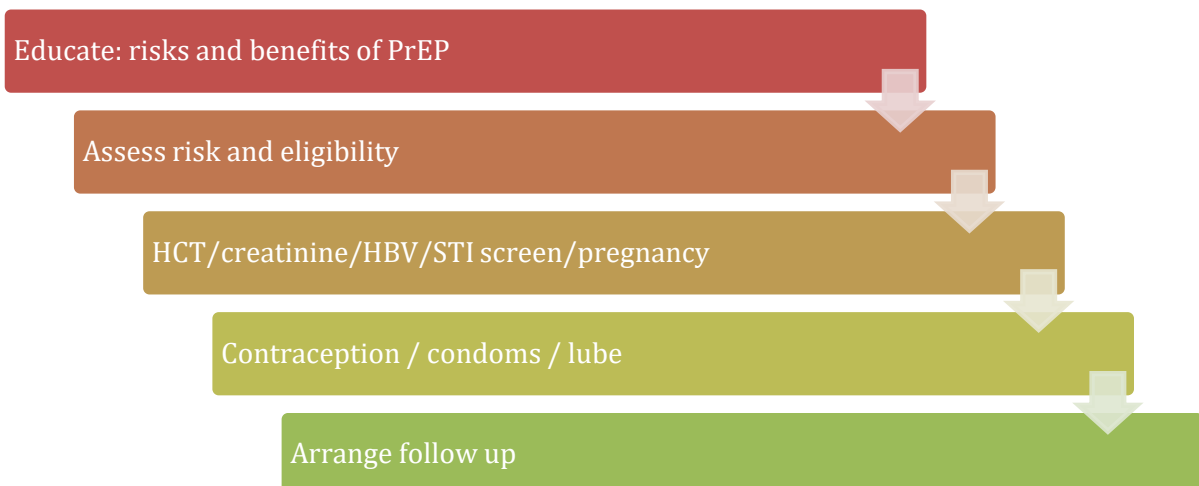 Educate: risks and benefits of PrEP
Assess risk and eligibility
HCT/creatinine/HBV/STI screen/pregnancy
Contraception / condoms / lube
Arrange follow up